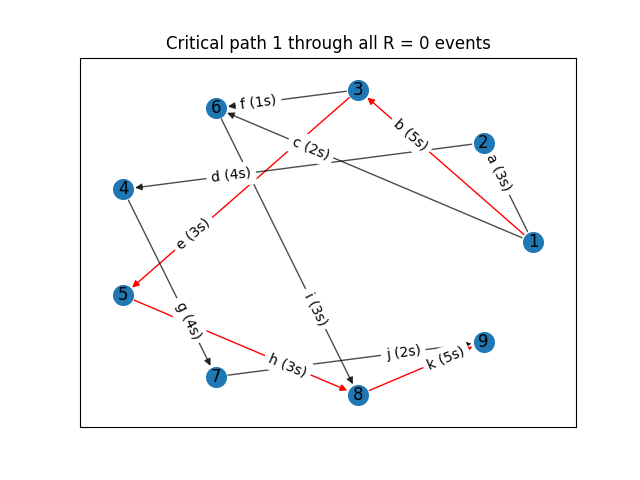 Critical path 1 through all R = 0 events
3
6
f (1s)
b (5s)
2
c (2s)
a (3s)
d (4s)
4
e (3s)
1
5
i (3s)
g (4s)
9
j (2s)
k (5s)
h (3s)
7
8